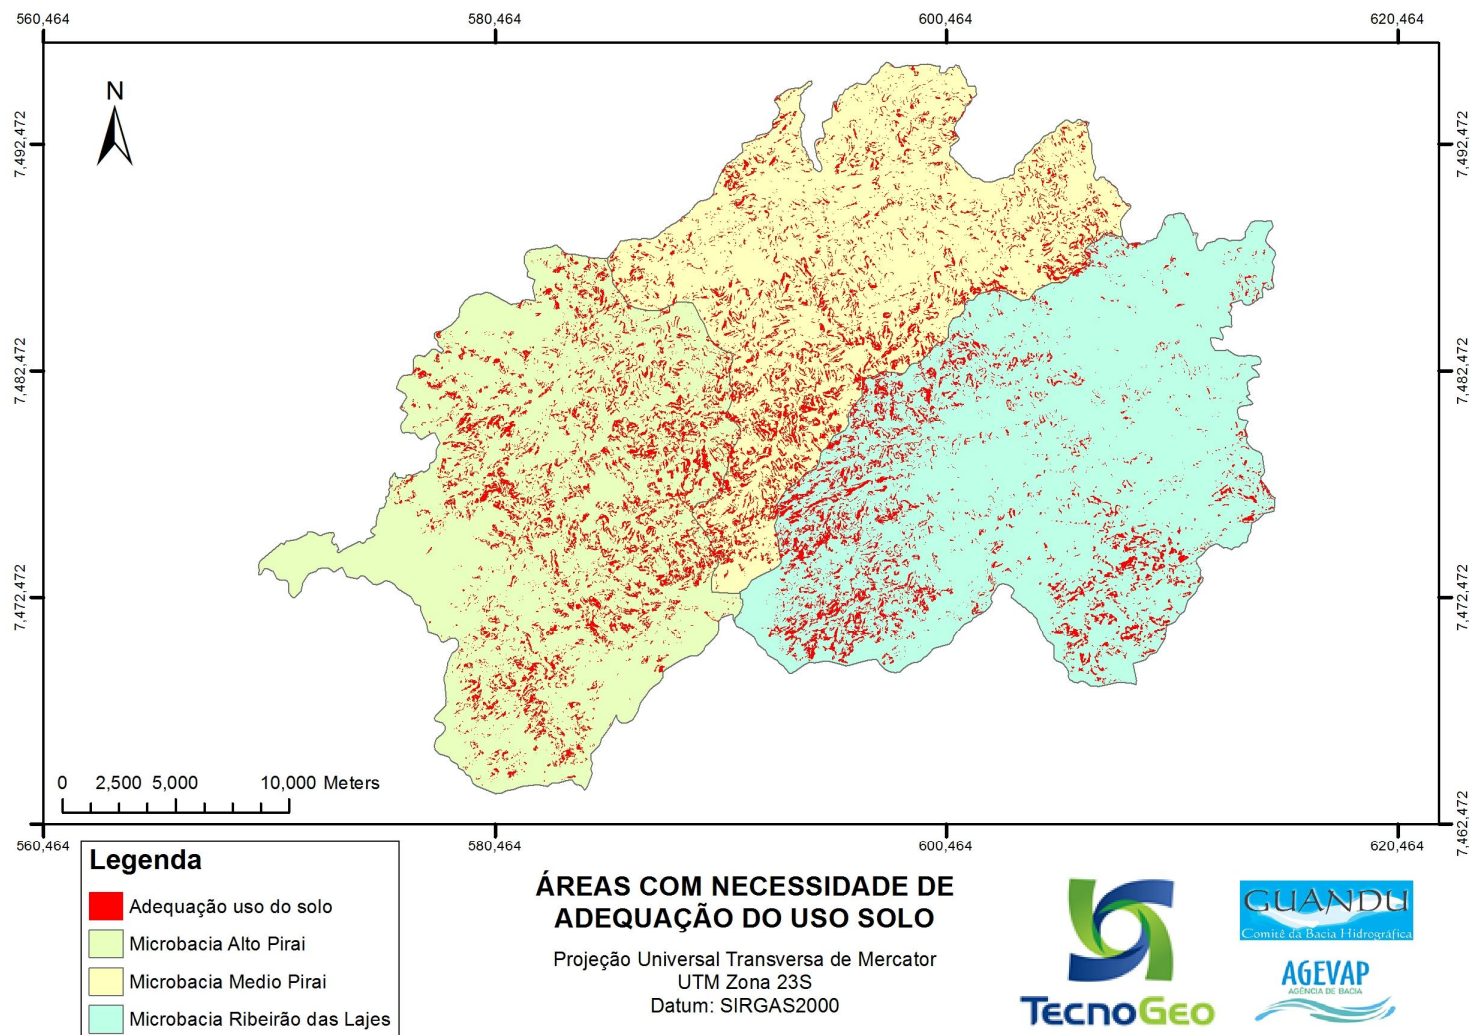 560,464
580,464
600,464
620,464
7,492,472
7,492,472
N
7,482,472
7,482,472
7,472,472
7,472,472
0 2,500 5,000 10,000 Meters
7,462,472
560,464
580,464
600,464
620,464
Legenda
Adequação uso do solo
Microbacia Alto Pirai
Microbacia Medio Pirai
Microbacia Ribeirão das Lajes
ÁREAS COM NECESSIDADE DE
ADEQUAÇÃO DO USO SOLO
Projeção Universal Transversa de Mercator
UTM Zona 23S
Datum: SIRGAS2000
TECNOGEO
GUANDU
Comitê da Bacia Hidrográfica
AGEVAP
AGÊNCIA DE BACIA